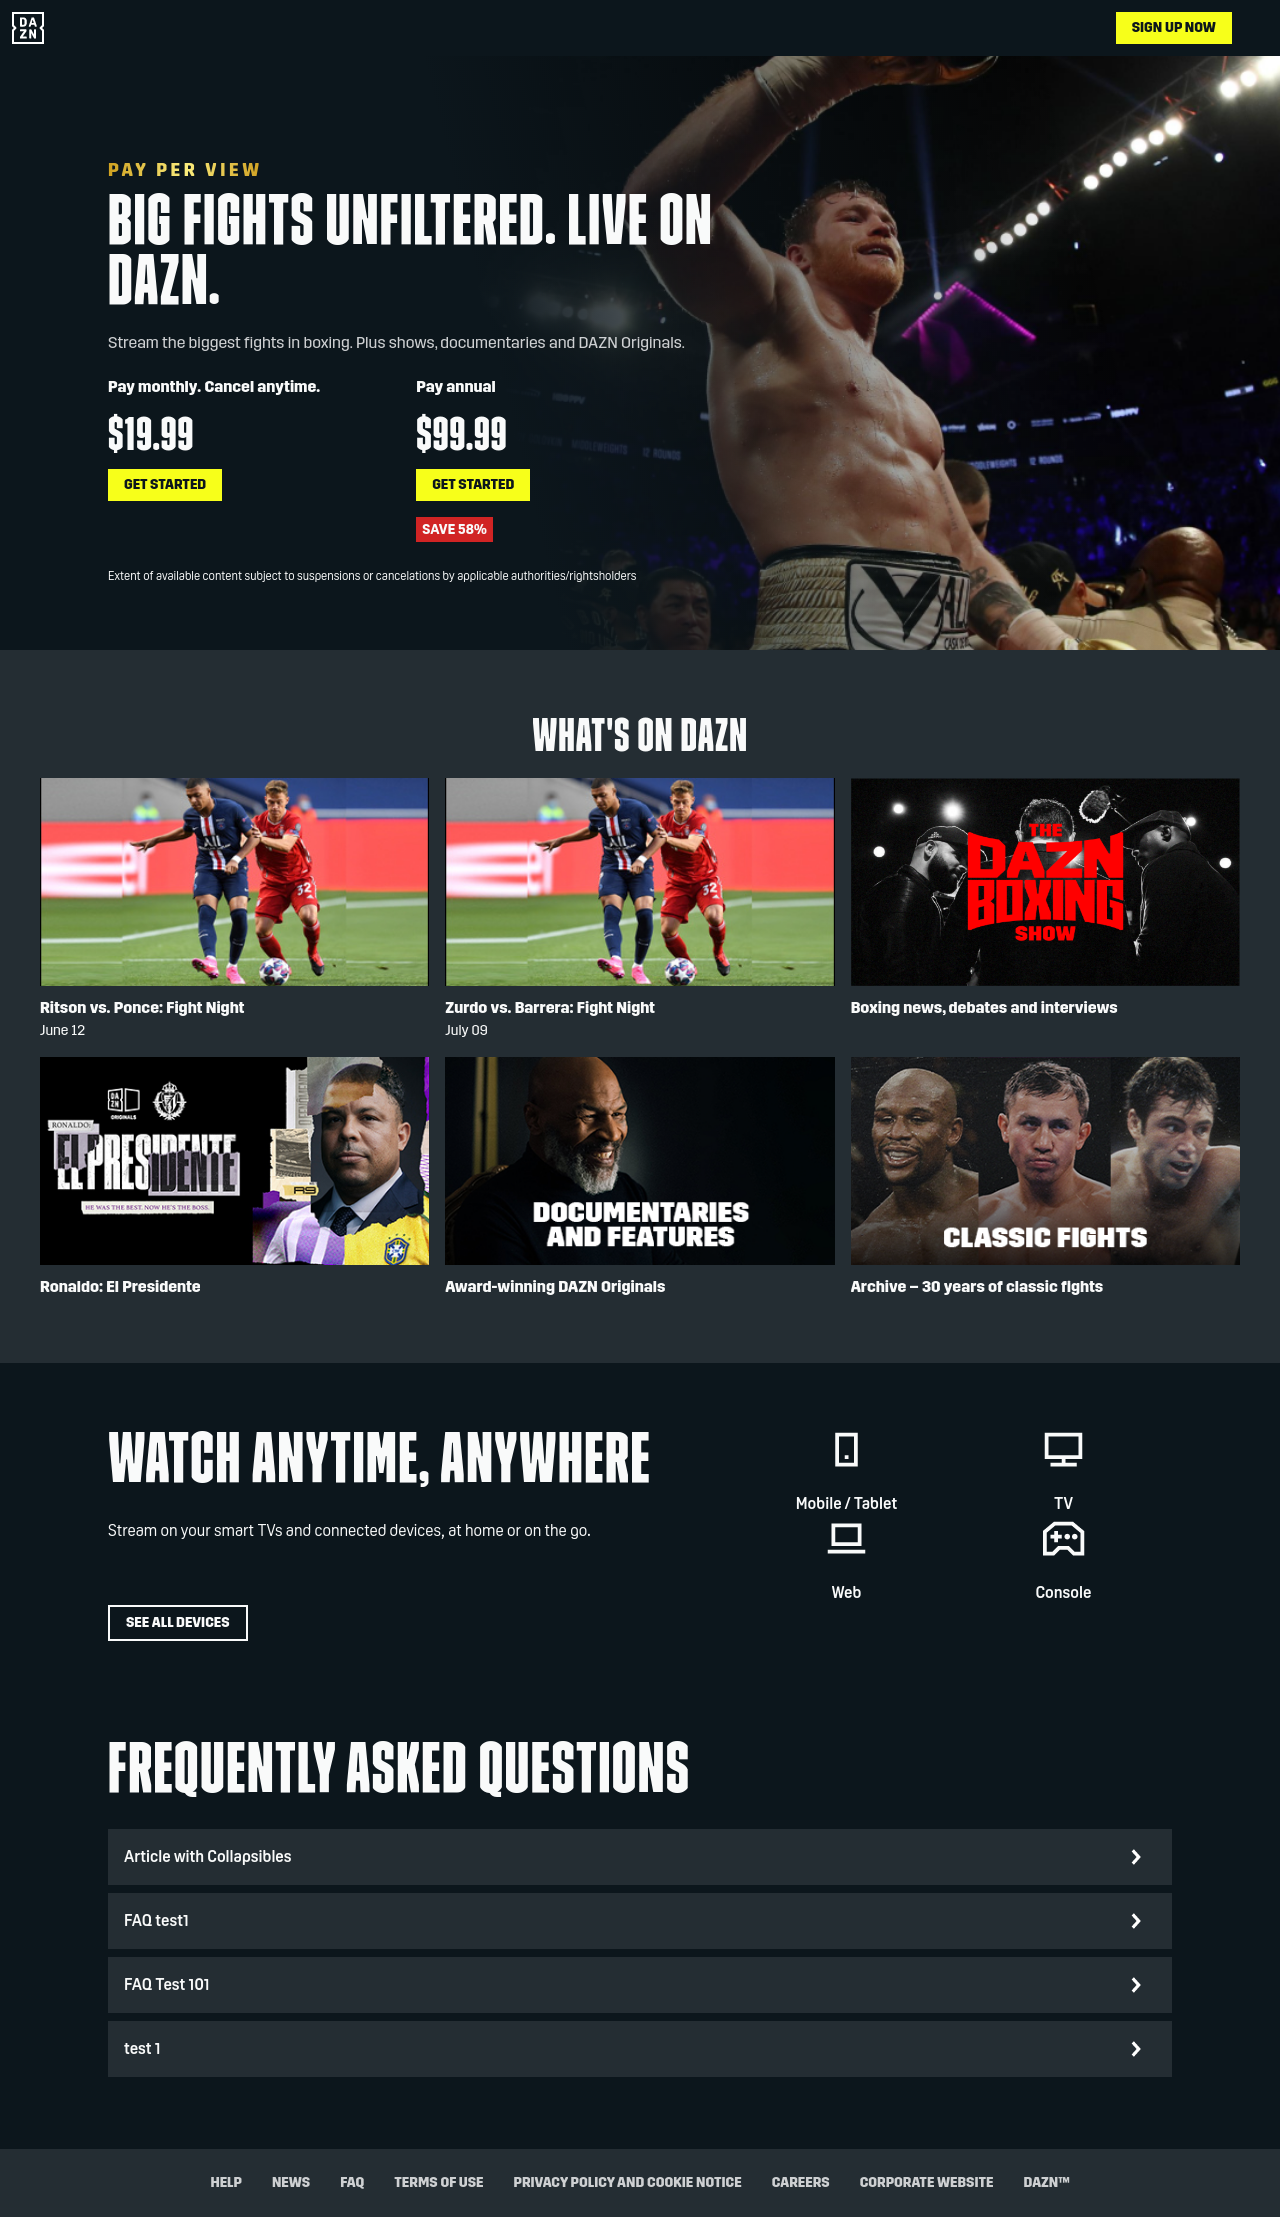 DA
ZN
SIGN UP NOW
PAY PER VIEW
BIG FIGHTS UNFILTERED. LIVE ON
DAZN.
Stream the biggest fights in boxing. Plus shows, documentaries and DAZN Originals.
Pay monthly. Cancel anytime.
$19.99
GET STARTED
Pay annual
$99.99
GET STARTED
SAVE 58%
Extent of available content subject to suspensions or cancelations by applicable authorities/rightsholders
WHAT'S ON DAZN
32
32
THE
DAZN
BOXING
SHOW
Ritson vs. Ponce: Fight Night
June 12
Zurdo vs. Barrera: Fight Night
July 09
Boxing news, debates and interviews
DA
ZN
ORIGINALS
RONALDO:
EL PRESIDENTE
HE WAS THE BEST. NOW HE'S THE BOSS.
R9
DOCUMENTARIES
AND FEATURES
CLASSIC FIGHTS
Ronaldo: El Presidente
Award-winning DAZN Originals
Archive – 30 years of classic fights
WATCH ANYTIME, ANYWHERE
Stream on your smart TVs and connected devices, at home or on the go.
SEE ALL DEVICES
Mobile / Tablet
TV
Web
Console
FREQUENTLY ASKED QUESTIONS
Article with Collapsibles
FAQ test1
FAQ Test 101
test 1
HELP NEWS FAQ TERMS OF USE PRIVACY POLICY AND COOKIE NOTICE CAREERS CORPORATE WEBSITE DAZN™